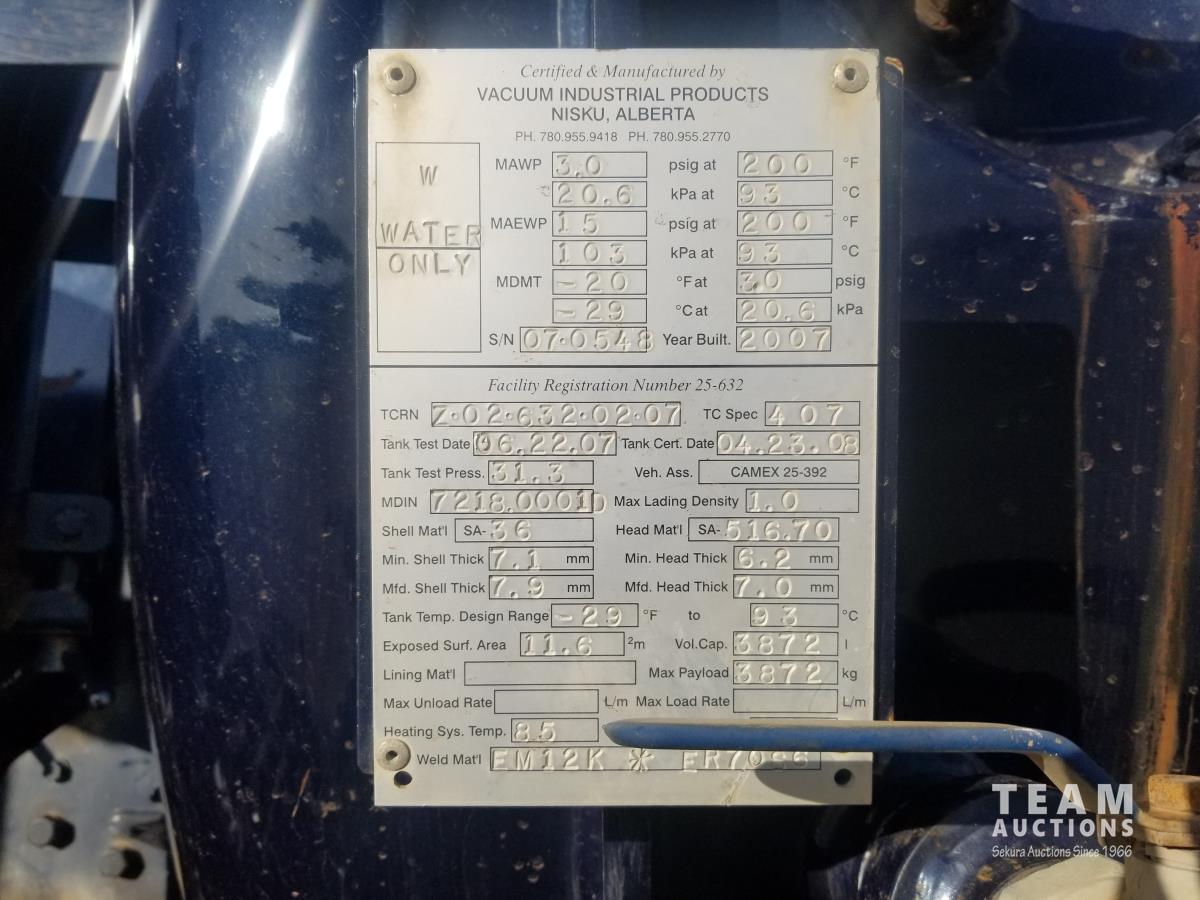 Certified & Manufactured by
VACUUM INDUSTRIAL PRODUCTS
NISKU, ALBERTA
PH. 780.955.9418 PH. 780.955.2770
W
WATER
ONLY
MAWP 3.0 psig at 200 °F
20.6 kPa at 93 °C
MAEWP 15 psig at 200 °F
103 kPa at 93 °C
MDMT -20 °F at 3.0 psig
-29 °C at 20.6 kPa
S/N 07-0548 Year Built. 2007
Facility Registration Number 25-632
TCRN Z-02-632-02-07 TC Spec 407
Tank Test Date 06.22.07 Tank Cert. Date 04.23.08
Tank Test Press. 31.3 Veh. Ass. CAMEX 25-392
MDIN 7218.0001D Max Lading Density 1.0
Shell Mat'l SA-36 Head Mat'l SA-516.70
Min. Shell Thick 7.1 mm Min. Head Thick 6.2 mm
Mfd. Shell Thick 7.9 mm Mfd. Head Thick 7.0 mm
Tank Temp. Design Range -29 °F to 93 °C
Exposed Surf. Area 11.6 2m Vol.Cap. 3872 l
Lining Mat'l Max Payload 3872 kg
Max Unload Rate L/m Max Load Rate L/m
Heating Sys. Temp. 85
Weld Mat'l EM12K * ER70S6
TEAM
AUCTIONS
Sekura Auctions Since 1966